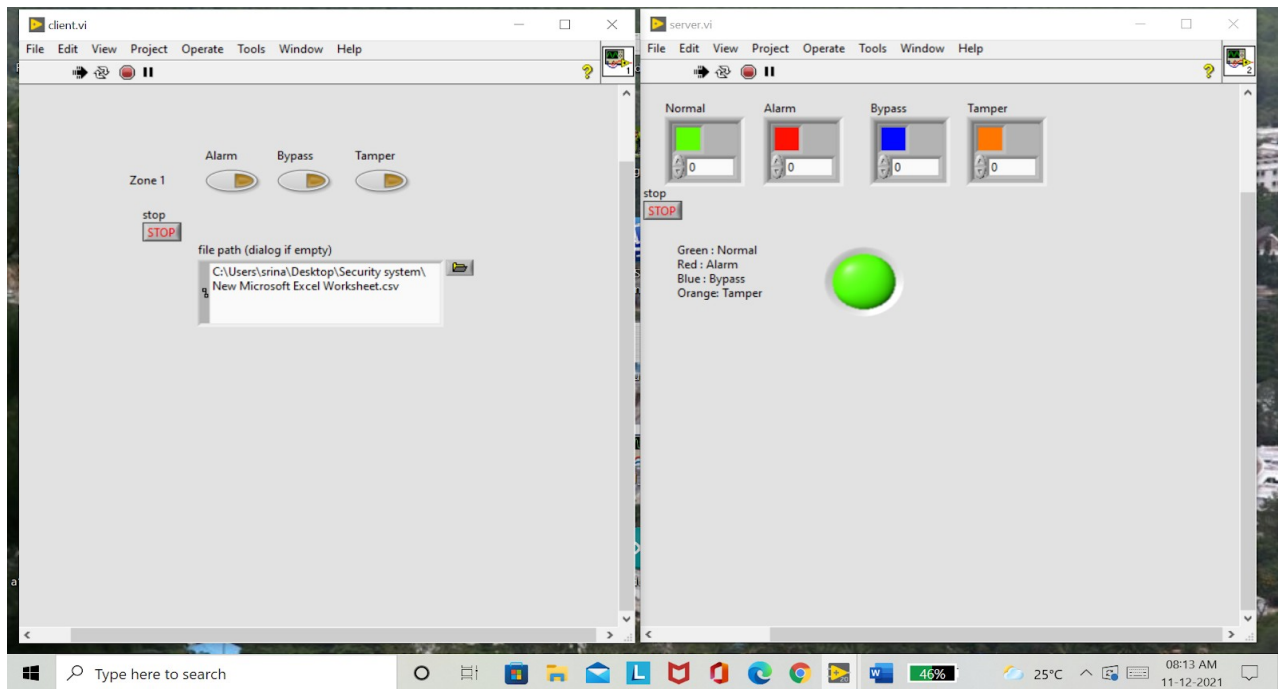 client.vi
File Edit View Project Operate Tools Window Help
1
Alarm Bypass Tamper
Zone 1
stop
STOP
file path (dialog if empty)
C:\Users\srina\Desktop\Security system\
New Microsoft Excel Worksheet.csv
server.vi
File Edit View Project Operate Tools Window Help
2
Normal Alarm Bypass Tamper
0 0 0 0
stop
STOP
Green : Normal
Red : Alarm
Blue : Bypass
Orange: Tamper
Type here to search
46%
25°C
08:13 AM
11-12-2021